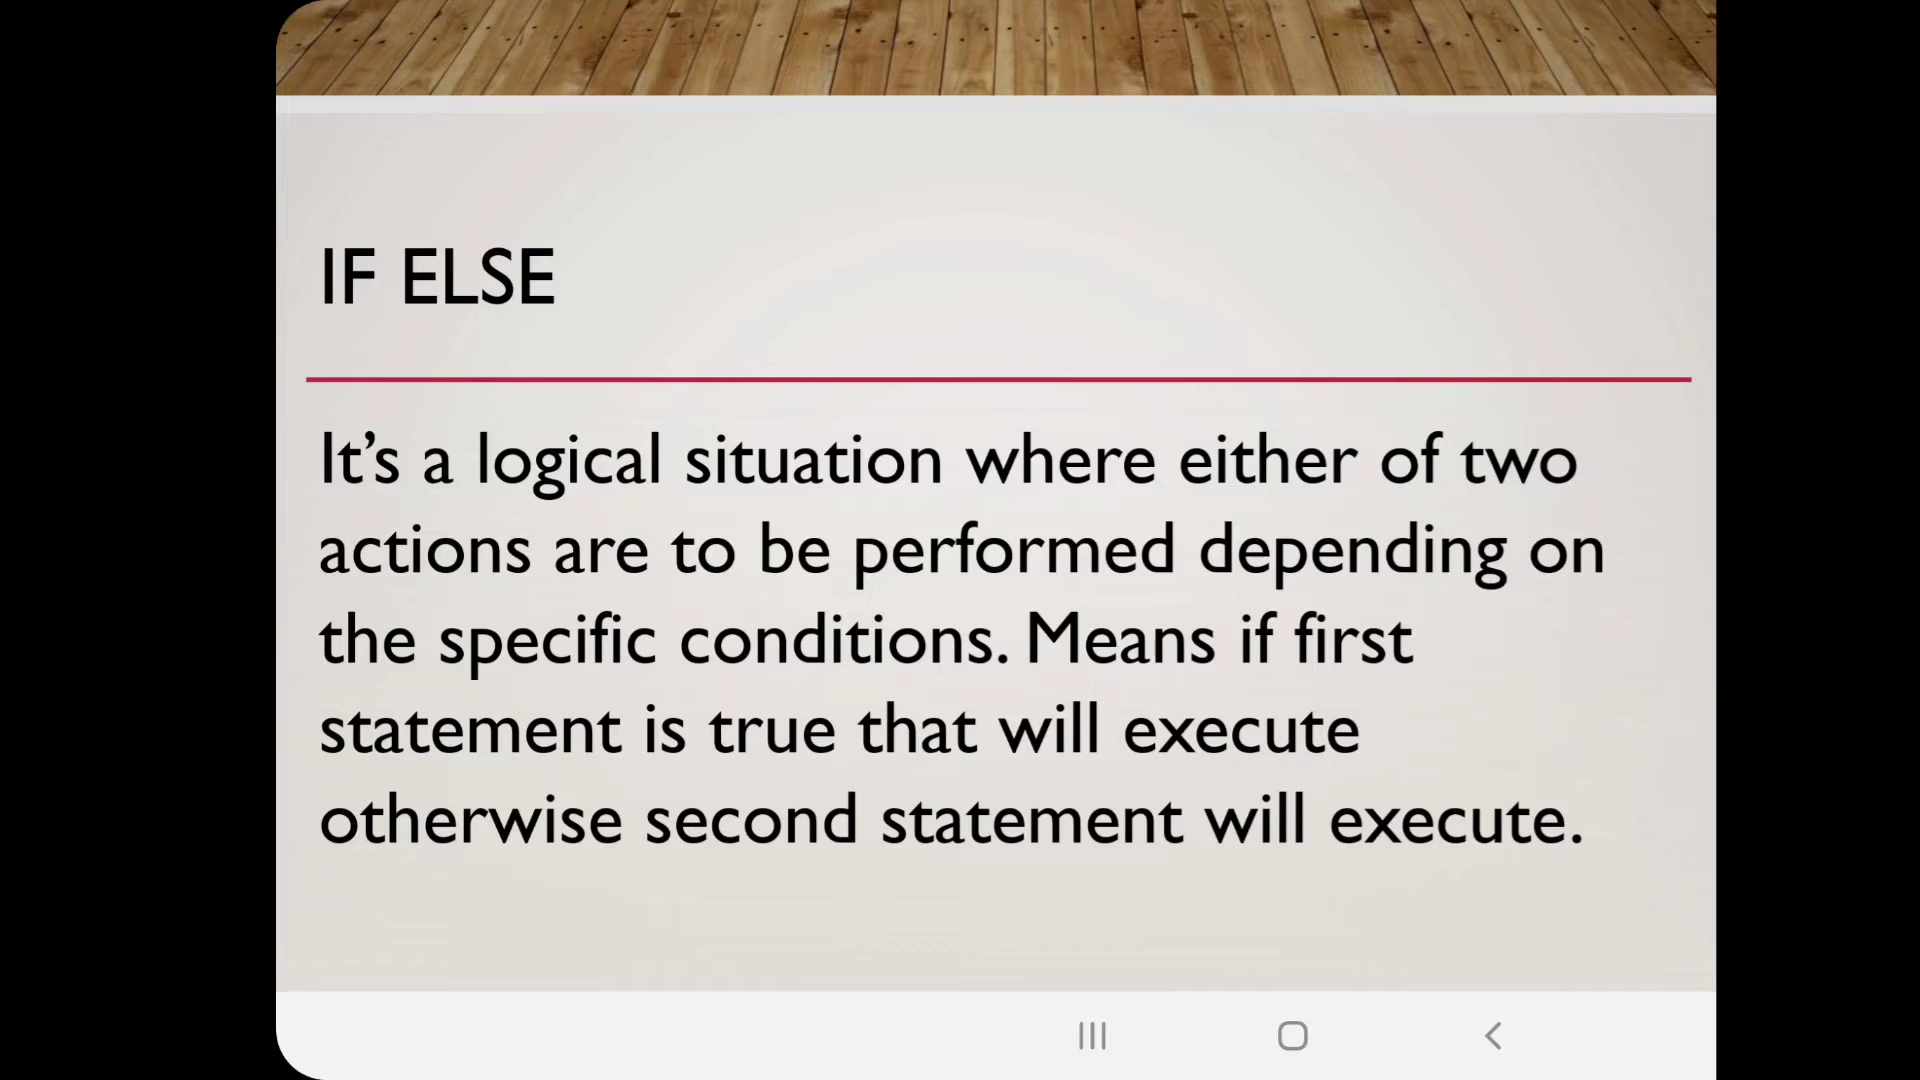 IF ELSE
It’s a logical situation where either of two
actions are to be performed depending on
the specific conditions. Means if first
statement is true that will execute
otherwise second statement will execute.